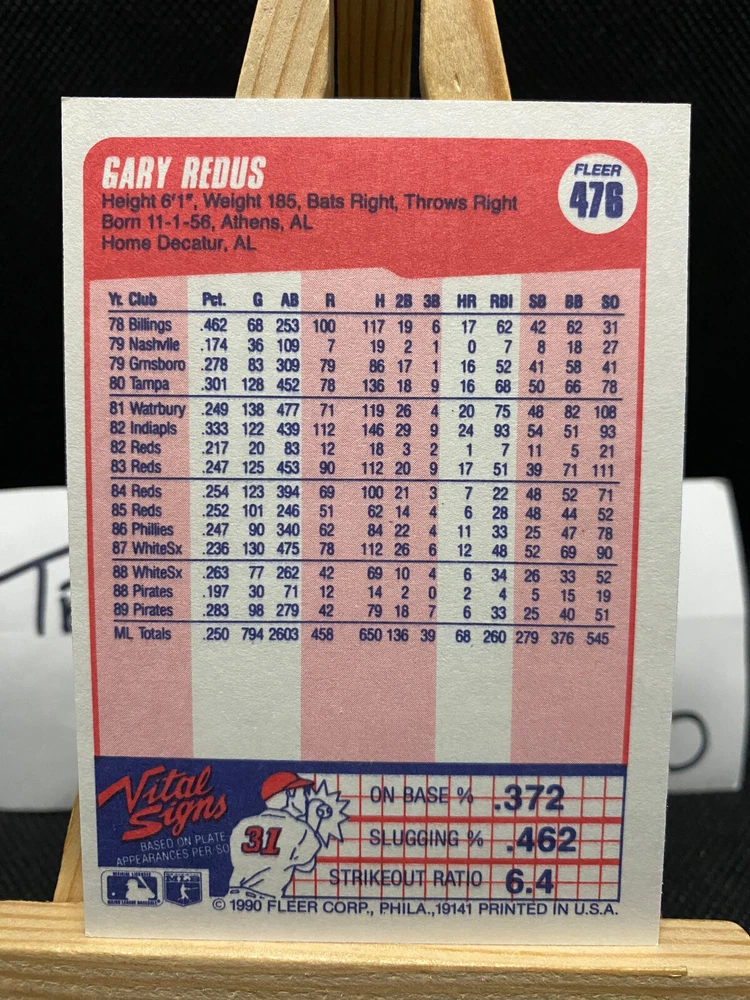 GARY REDUS
Height 6'1", Weight 185, Bats Right, Throws Right
Born 11-1-56, Athens, AL
Home Decatur, AL
FLEER
476
Yr. Club Pct. G AB R H 2B 3B HR RBI SB BB SO
78 Billings .462 68 253 100 117 19 6 17 62 42 62 31
79 Nashvlle .174 36 109 7 19 2 1 0 7 8 18 27
79 Grnsboro .278 83 309 79 86 17 1 16 52 41 58 41
80 Tampa .301 128 452 78 136 18 9 16 68 50 66 78
81 Watrbury .249 138 477 71 119 26 4 20 75 48 82 108
82 Indiapls .333 122 439 112 146 29 9 24 93 54 51 93
82 Reds .217 20 83 12 18 3 2 1 7 11 5 21
83 Reds .247 125 453 90 112 20 9 17 51 39 71 111
84 Reds .254 123 394 69 100 21 3 7 22 48 52 71
85 Reds .252 101 246 51 62 14 4 6 28 48 44 52
86 Phillies .247 90 340 62 84 22 4 11 33 25 47 78
87 WhiteSx .236 130 475 78 112 26 6 12 48 52 69 90
88 WhiteSx .263 77 262 42 69 10 4 6 34 26 33 52
88 Pirates .197 30 71 12 14 2 0 2 4 5 15 19
89 Pirates .283 98 279 42 79 18 7 6 33 25 40 51
ML Totals .250 794 2603 458 650 136 39 68 260 279 376 545
Vital
Signs
BASED ON PLATE
APPEARANCES PER SO
31
ON BASE % .372
SLUGGING % .462
STRIKEOUT RATIO 6.4
MAJOR LEAGUE BASEBALL
© 1990 FLEER CORP., PHILA.,19141 PRINTED IN U.S.A.